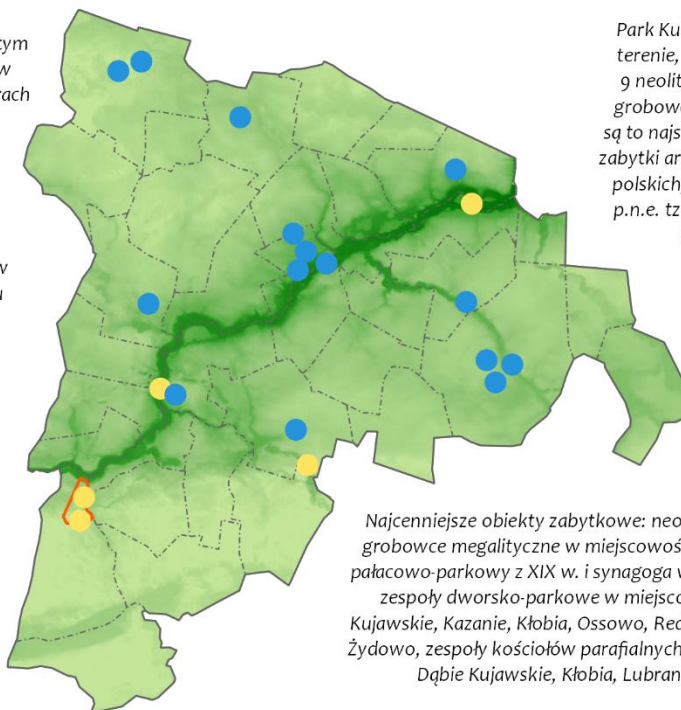 w
Park Ku
terenie,
9 neolit
grobow
są to najs
zabytki ar
polskich
p.n.e. tz
w
Najcenniejsze obiekty zabytkowe: neo
grobowce megalityczne w miejscowoś
pałacowo-parkowy z XIX w. i synagoga w
zespoły dworsko-parkowe w miejsco
Kujawskie, Kazanie, Kłobia, Ossowo, Red
Żydowo, zespoły kościołów parafialnych
Dąbie Kujawskie, Kłobia, Lubran